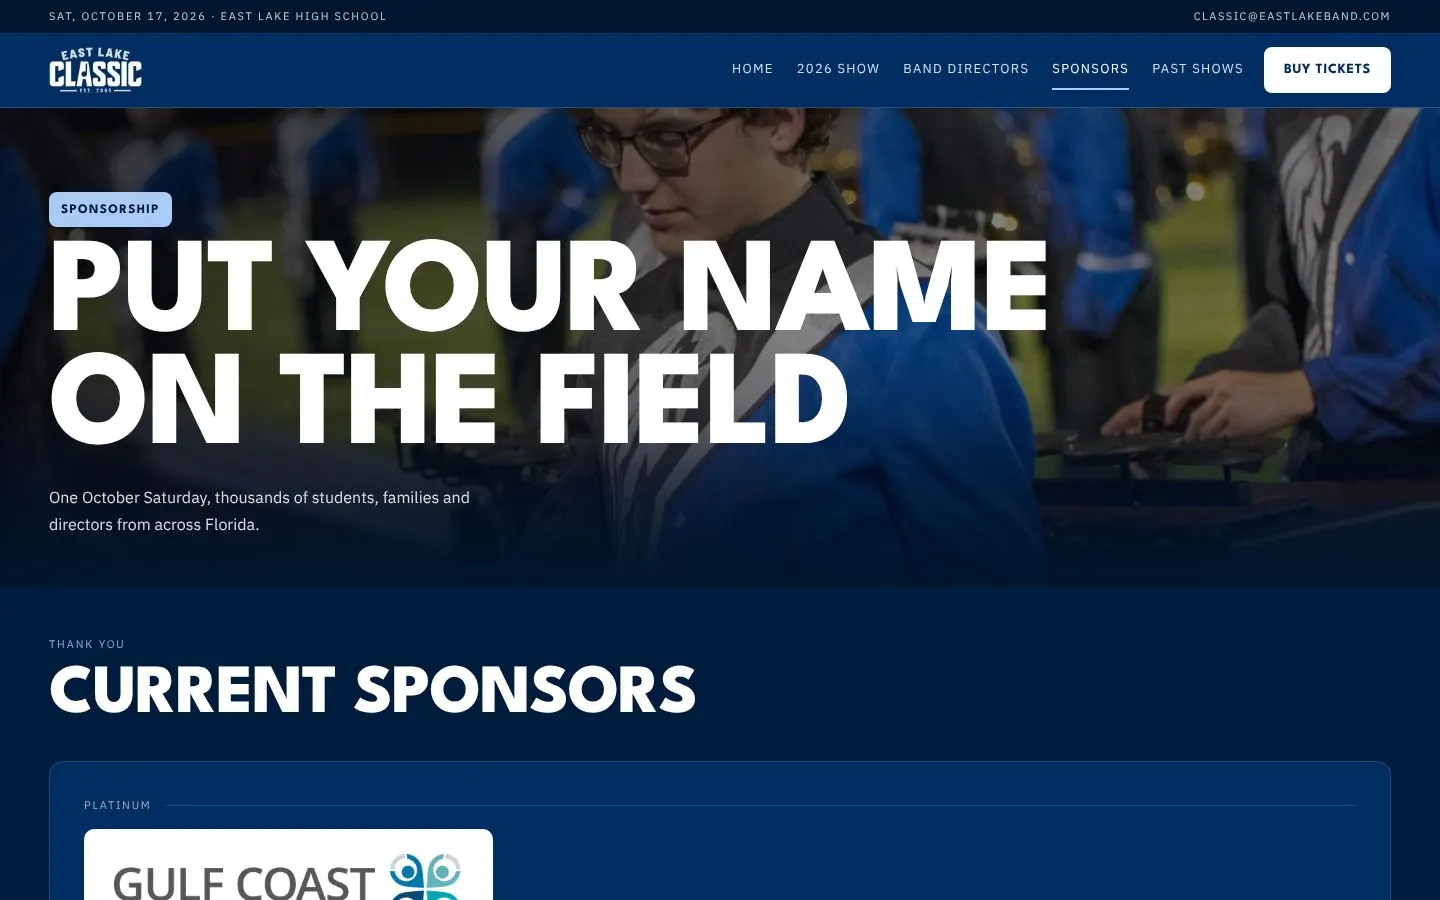 SAT, OCTOBER 17, 2026 · EAST LAKE HIGH SCHOOL
CLASSIC@EASTLAKEBAND.COM
EAST LAKE
CLASSIC
EST. 2005
HOME
2026 SHOW
BAND DIRECTORS
SPONSORS
PAST SHOWS
BUY TICKETS
SPONSORSHIP
PUT YOUR NAME
ON THE FIELD
One October Saturday, thousands of students, families and
directors from across Florida.
THANK YOU
CURRENT SPONSORS
PLATINUM
GULF COAST